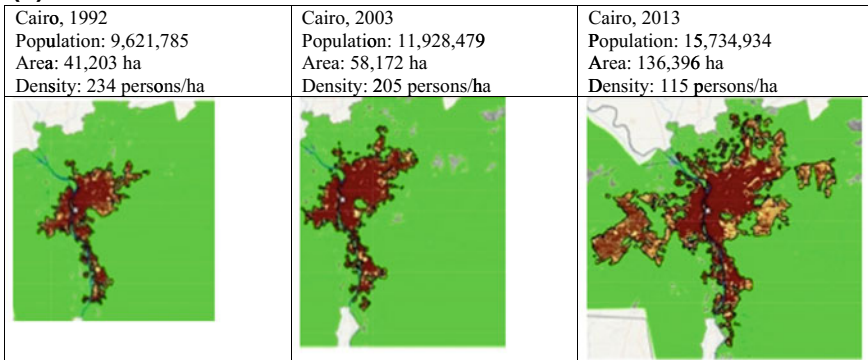 Cairo, 1992
Population: 9,621,785
Area: 41,203 ha
Density: 234 persons/ha
Cairo, 2003
Population: 11,928,479
Area: 58,172 ha
Density: 205 persons/ha
Cairo, 2013
Population: 15,734,934
Area: 136,396 ha
Density: 115 persons/ha